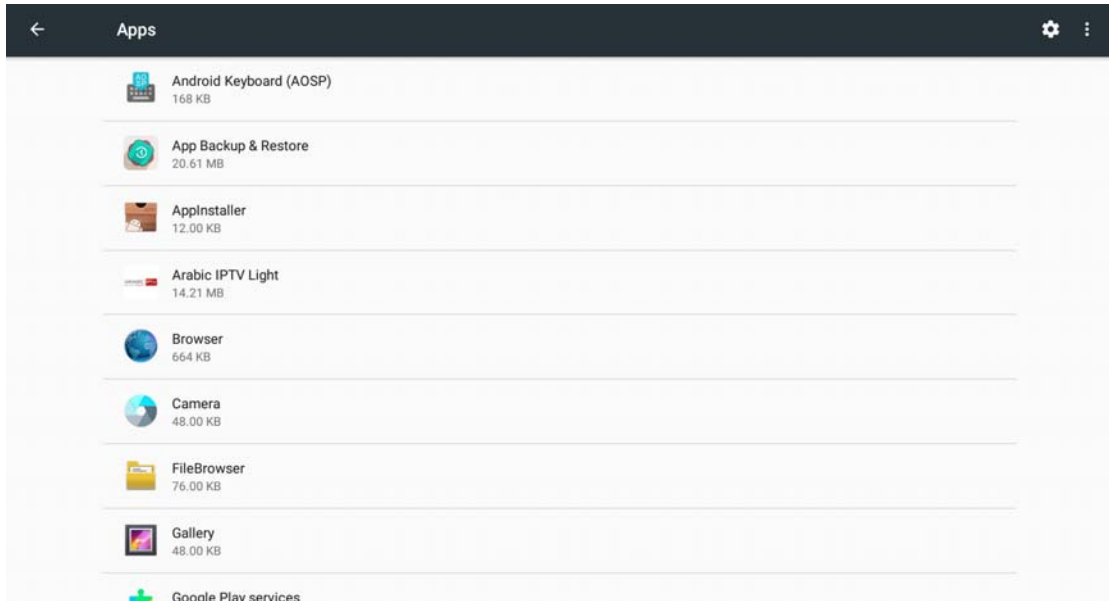 Apps
Android Keyboard (AOSP)
168 KB
App Backup & Restore
20.61 MB
AppInstaller
12.00 KB
Arabic IPTV Light
14.21 MB
Browser
664 KB
Camera
48.00 KB
FileBrowser
76.00 KB
Gallery
48.00 KB
Google Play services